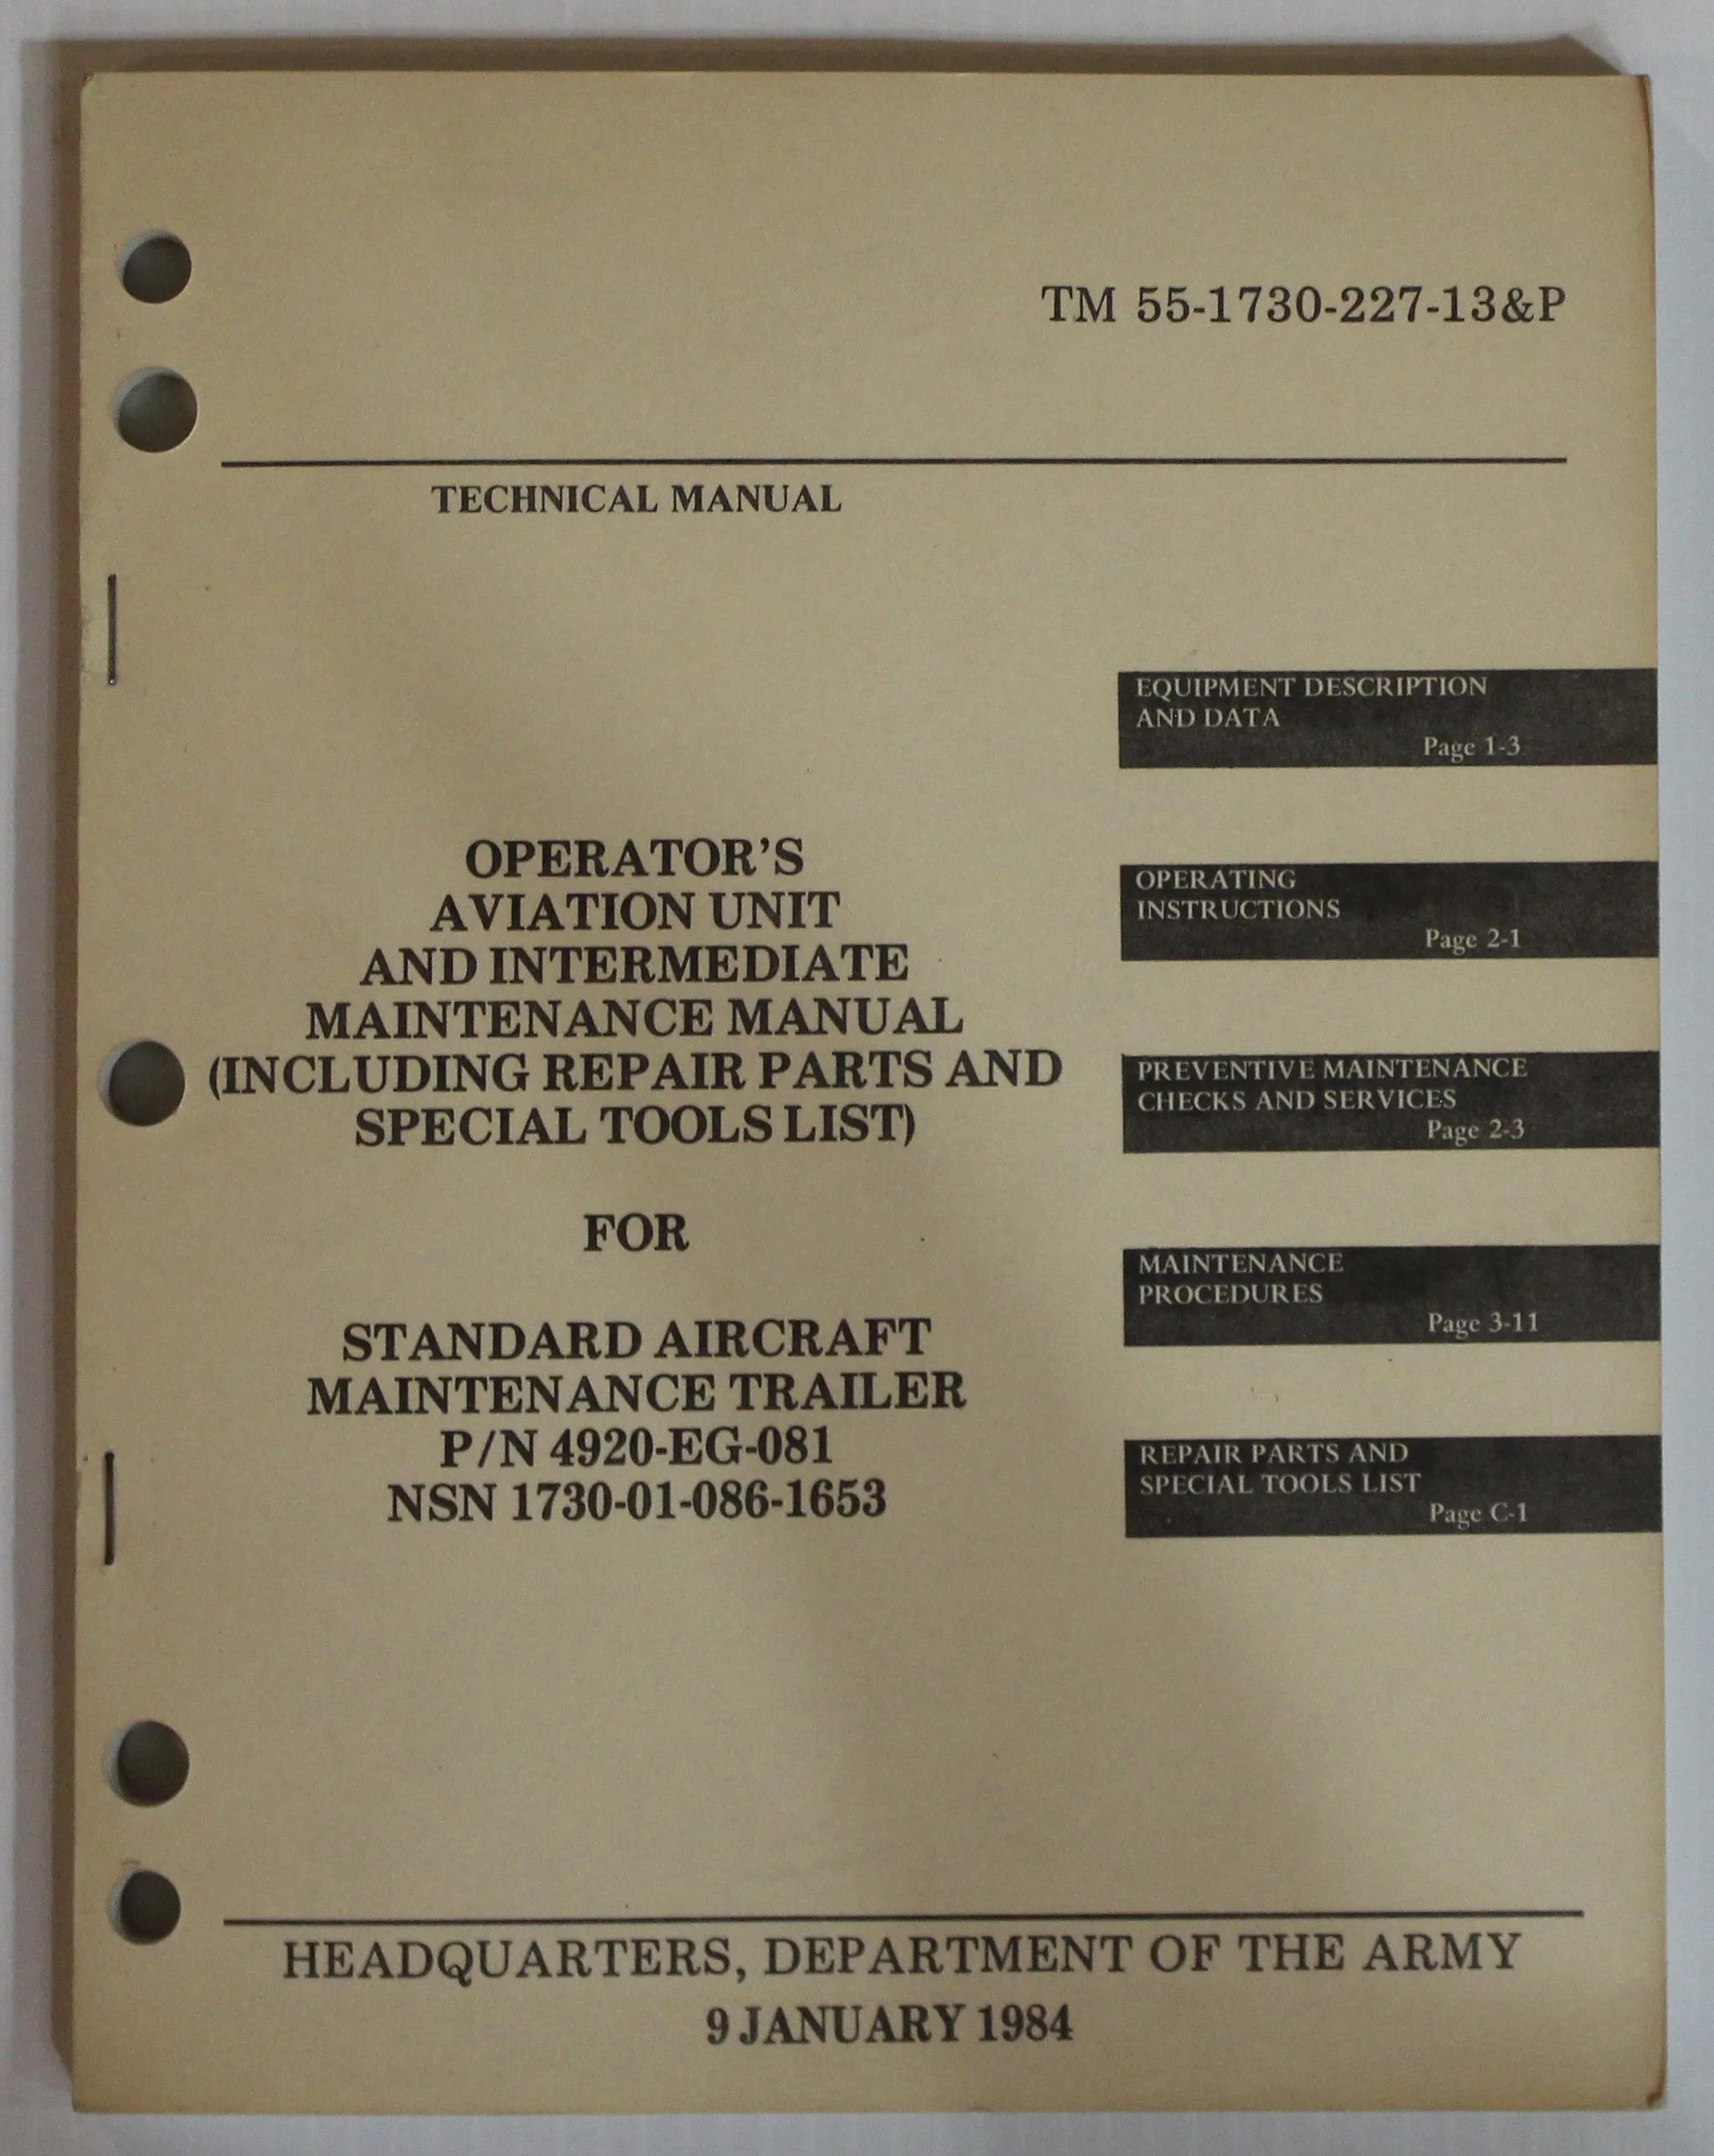 TM 55-1730-227-13&P
TECHNICAL MANUAL
OPERATOR'S
AVIATION UNIT
AND INTERMEDIATE
MAINTENANCE MANUAL
(INCLUDING REPAIR PARTS AND
SPECIAL TOOLS LIST)
FOR
STANDARD AIRCRAFT
MAINTENANCE TRAILER
P/N 4920-EG-081
NSN 1730-01-086-1653
EQUIPMENT DESCRIPTION
AND DATA
Page 1-3
OPERATING
INSTRUCTIONS
Page 2-1
PREVENTIVE MAINTENANCE
CHECKS AND SERVICES
Page 2-3
MAINTENANCE
PROCEDURES
Page 3-11
REPAIR PARTS AND
SPECIAL TOOLS LIST
Page C-1
HEADQUARTERS, DEPARTMENT OF THE ARMY
9 JANUARY 1984